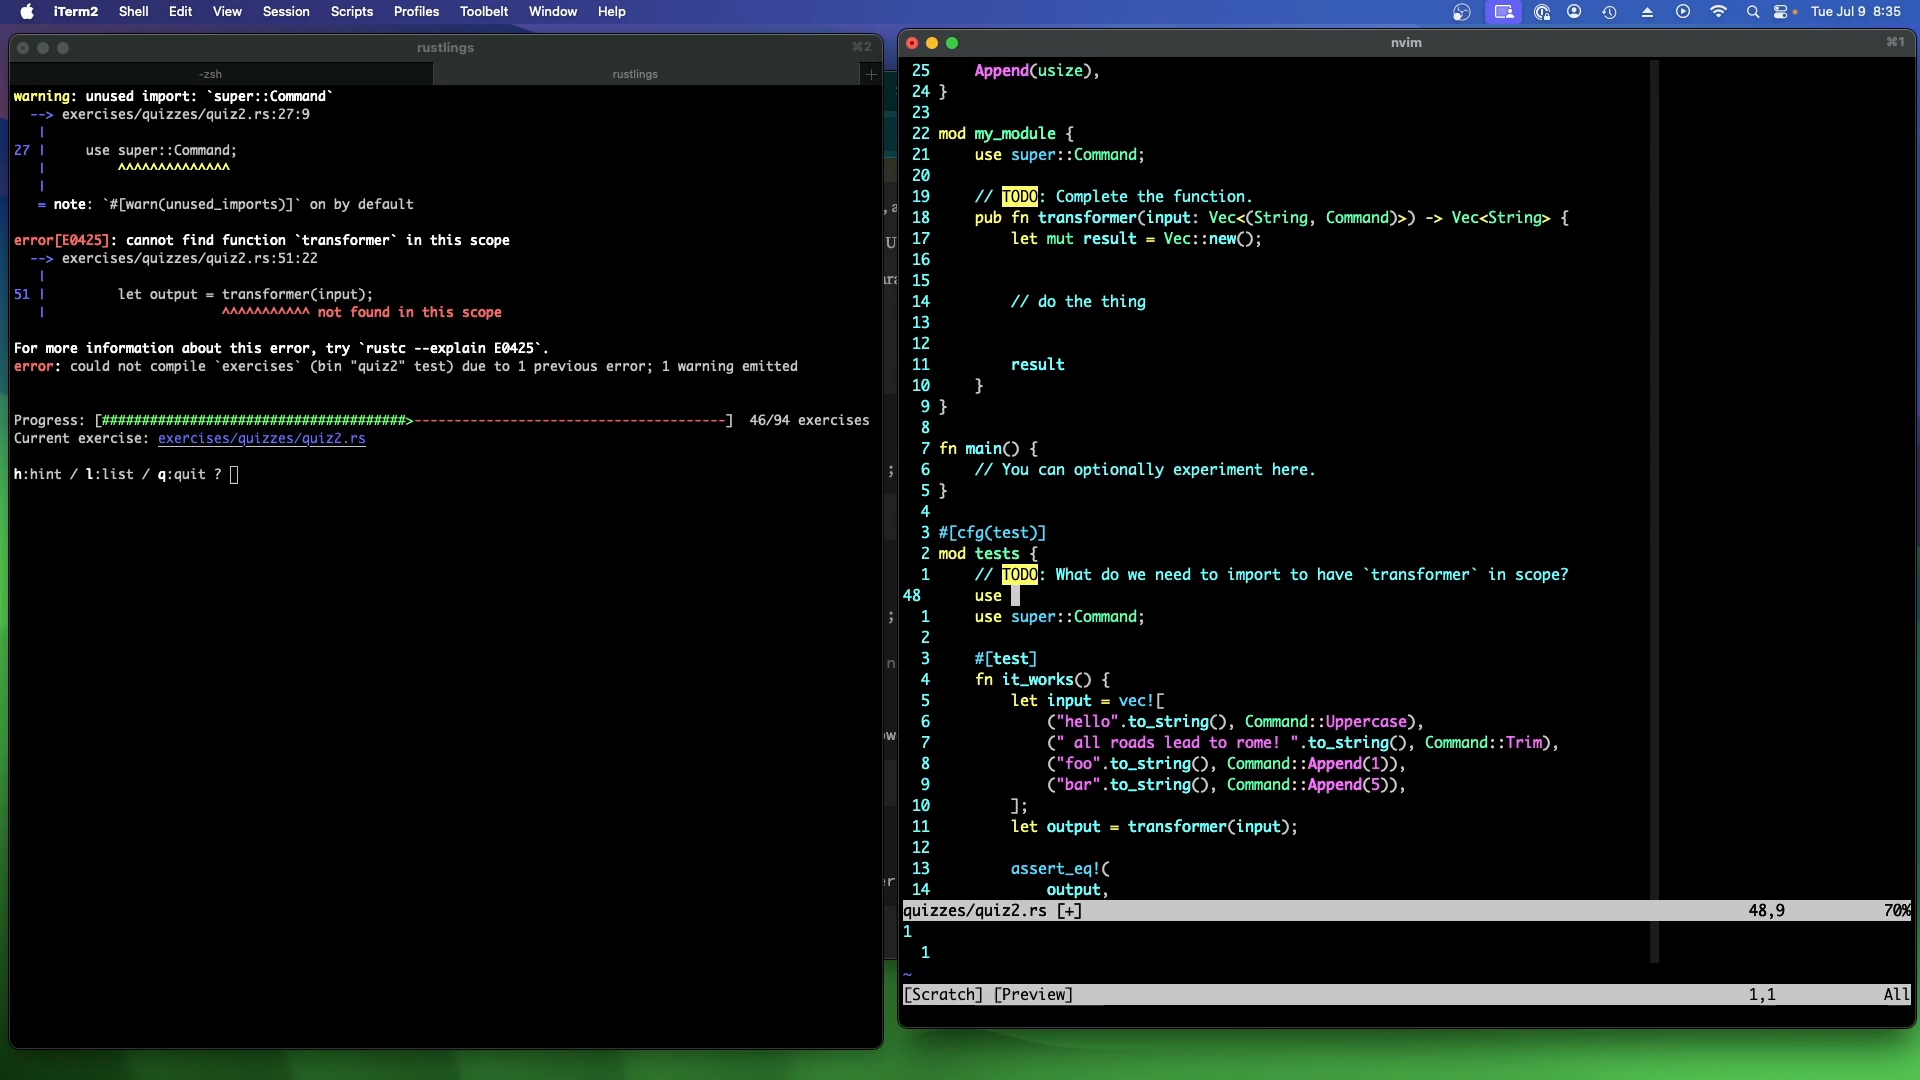 iTerm2 Shell Edit View Session Scripts Profiles Toolbelt Window Help Tue Jul 9 8:35
rustlings ⌘2
-zsh rustlings +
warning: unused import: `super::Command`
--> exercises/quizzes/quiz2.rs:27:9
|
27 | use super::Command;
| ^^^^^^^^^^^^^^
|
= note: `#[warn(unused_imports)]` on by default
error[E0425]: cannot find function `transformer` in this scope
--> exercises/quizzes/quiz2.rs:51:22
|
51 | let output = transformer(input);
| ^^^^^^^^^^^ not found in this scope
For more information about this error, try `rustc --explain E0425`.
error: could not compile `exercises` (bin "quiz2" test) due to 1 previous error; 1 warning emitted
Progress: [######################################>---------------------------------------] 46/94 exercises
Current exercise: exercises/quizzes/quiz2.rs
h:hint / l:list / q:quit ?
nvim ⌘1
25 Append(usize),
24 }
23
22 mod my_module {
21 use super::Command;
20
19 // TODO: Complete the function.
18 pub fn transformer(input: Vec<(String, Command)>) -> Vec<String> {
17 let mut result = Vec::new();
16
15
14 // do the thing
13
12
11 result
10 }
9 }
8
7 fn main() {
6 // You can optionally experiment here.
5 }
4
3 #[cfg(test)]
2 mod tests {
1 // TODO: What do we need to import to have `transformer` in scope?
48 use
1 use super::Command;
2
3 #[test]
4 fn it_works() {
5 let input = vec![
6 ("hello".to_string(), Command::Uppercase),
7 (" all roads lead to rome! ".to_string(), Command::Trim),
8 ("foo".to_string(), Command::Append(1)),
9 ("bar".to_string(), Command::Append(5)),
10 ];
11 let output = transformer(input);
12
13 assert_eq!(
14 output,
quizzes/quiz2.rs [+] 48,9 70%
1
1
~
[Scratch] [Preview] 1,1 All